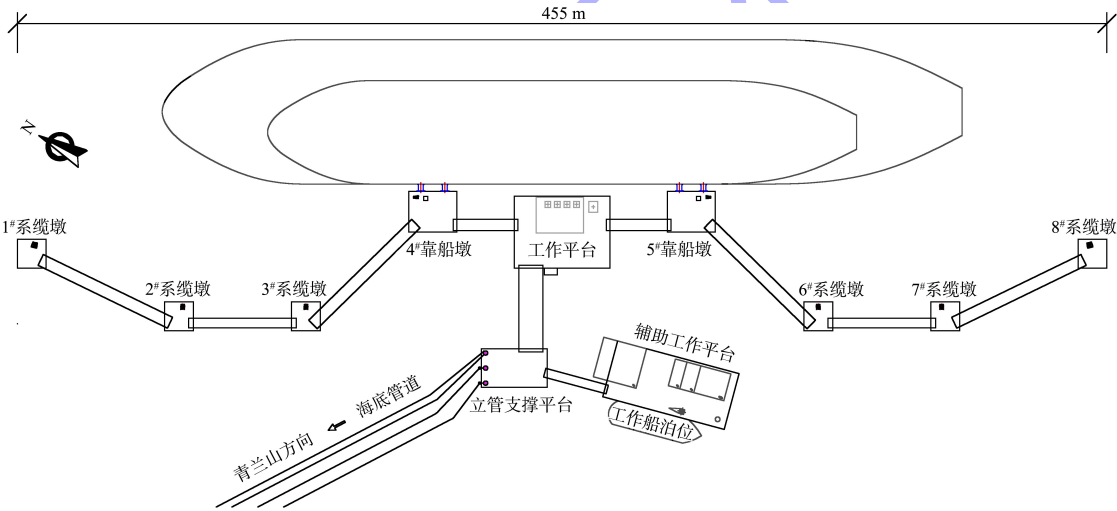 455 m
N
1#系缆墩
2#系缆墩
3#系缆墩
4#靠船墩
工作平台
5#靠船墩
6#系缆墩
7#系缆墩
8#系缆墩
辅助工作平台
立管支撑平台
工作船泊位
海底管道
青兰山方向